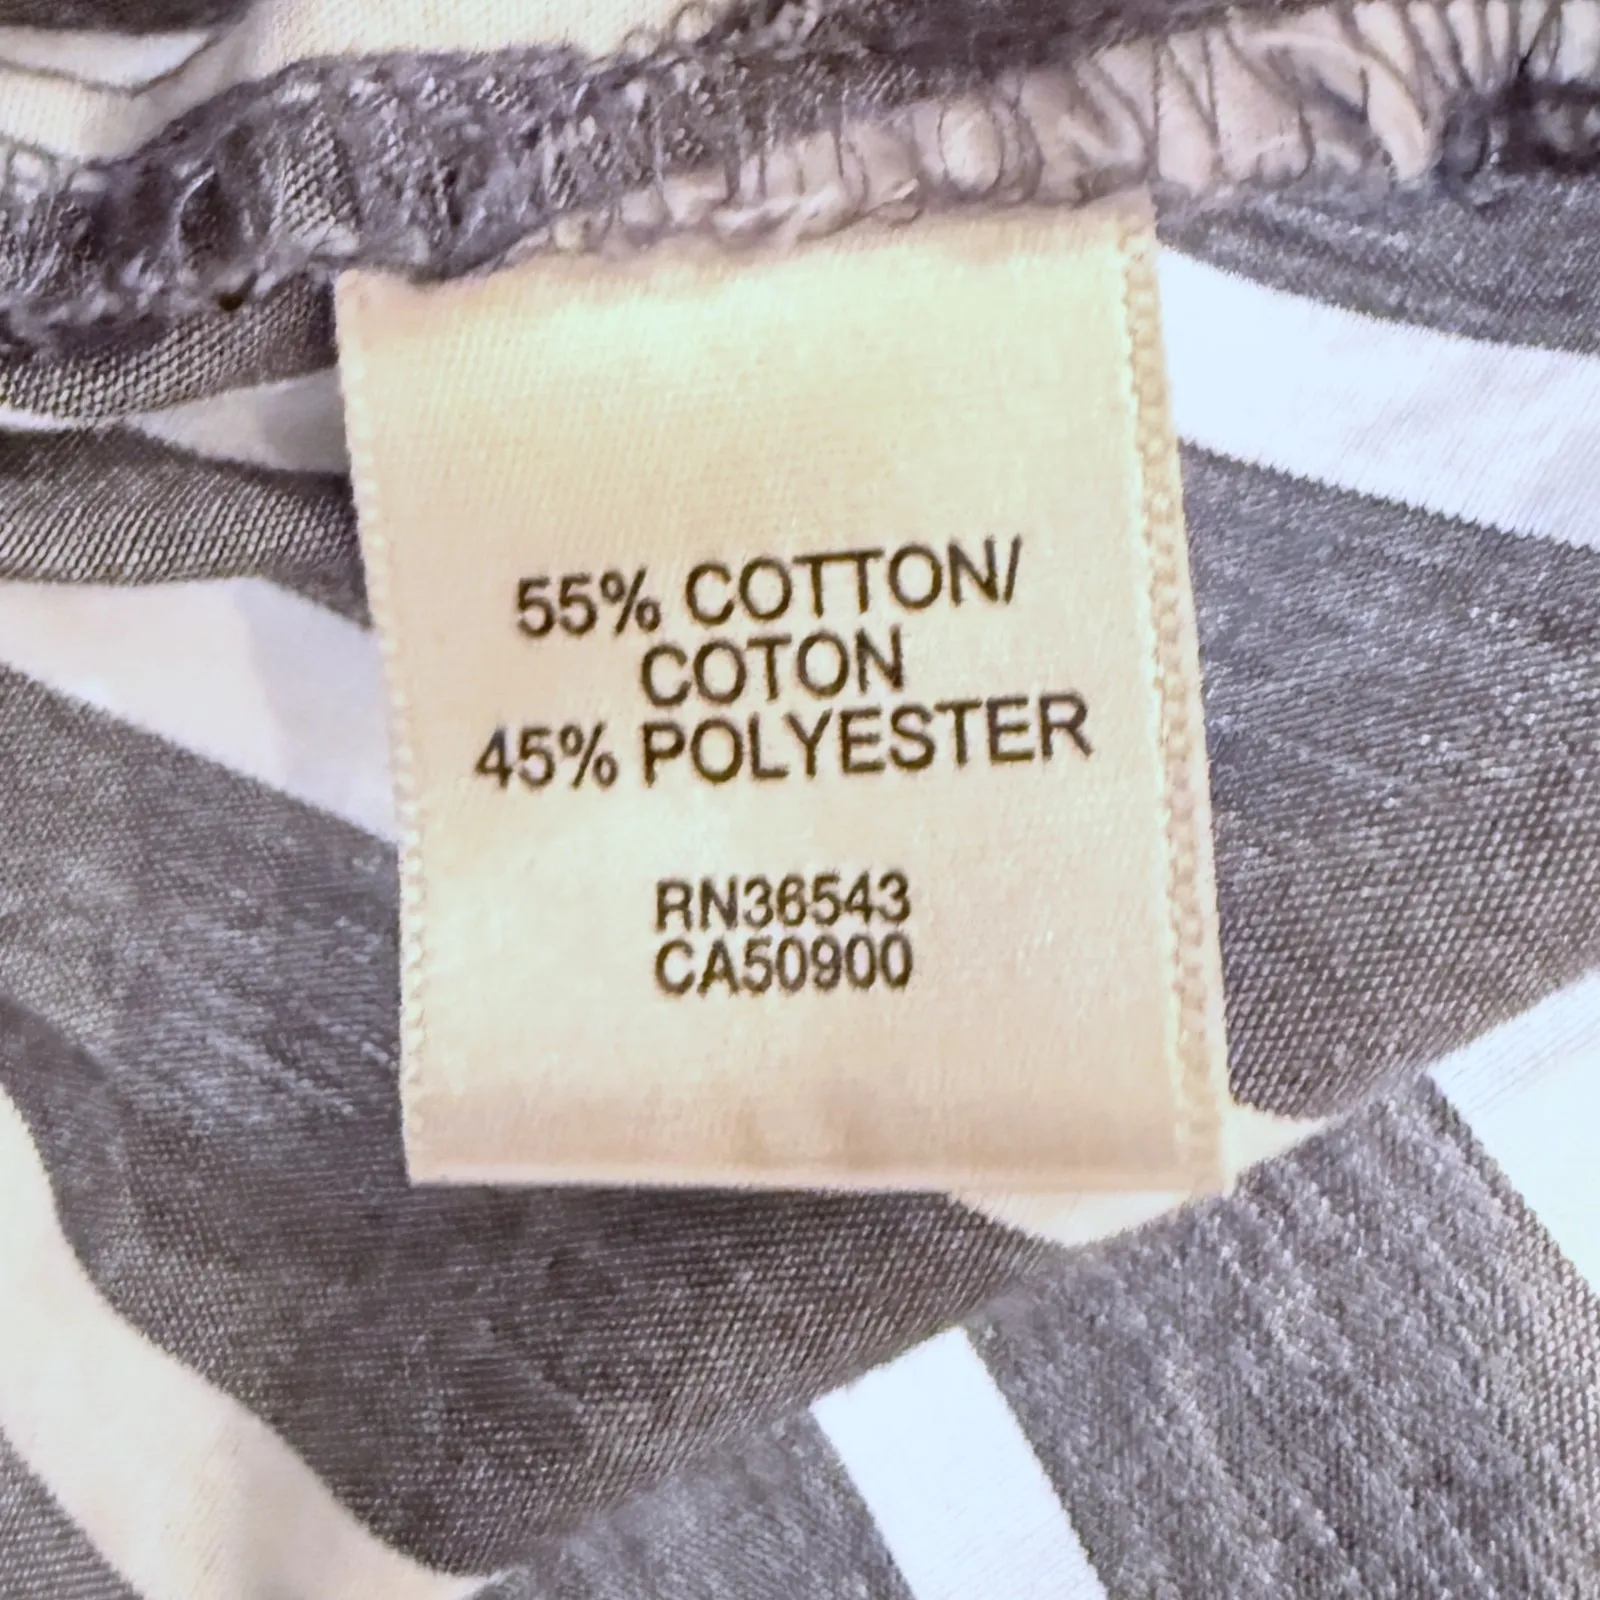 55% COTTON/
COTON
45% POLYESTER
RN36543
CA50900